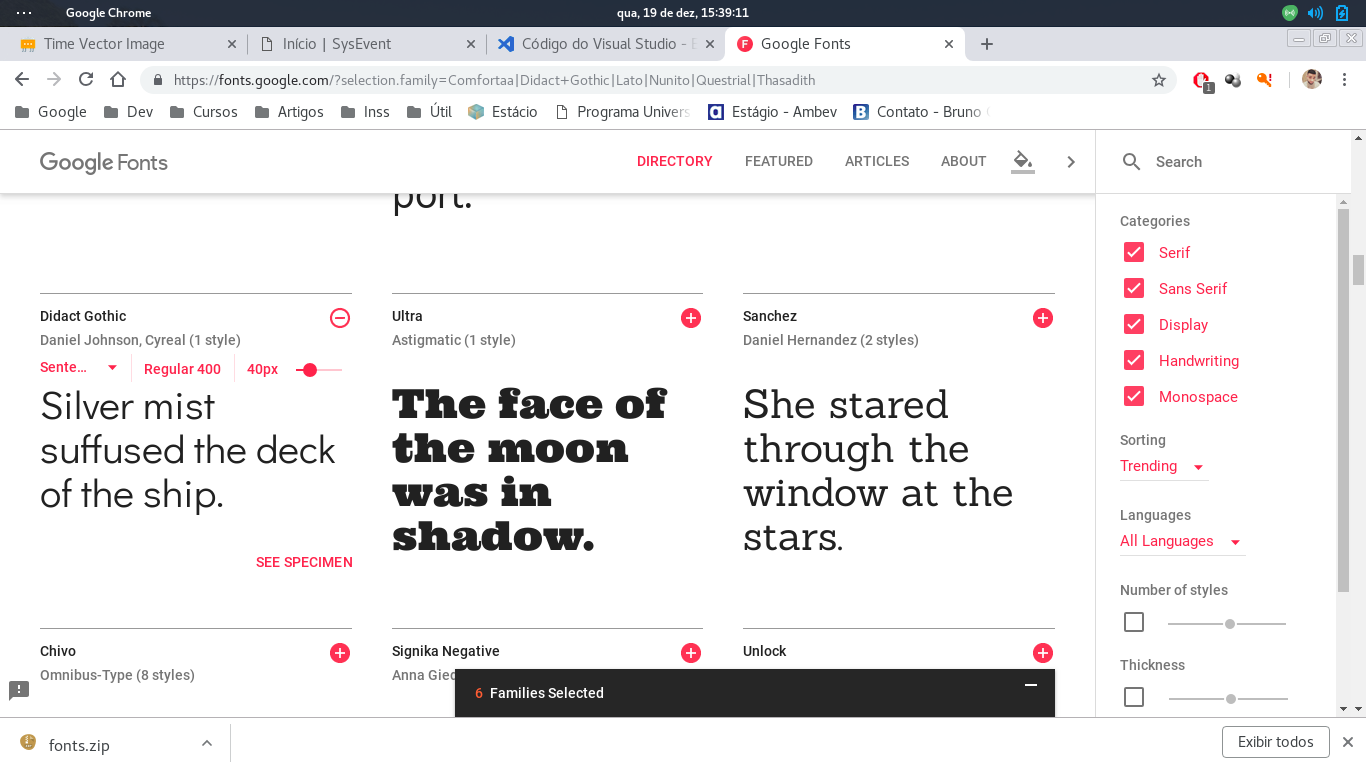 Google Chrome
qua, 19 de dez, 15:39:11
Time Vector Image
Início | SysEvent
Código do Visual Studio - E
Google Fonts
https://fonts.google.com/?selection.family=Comfortaa|Didact+Gothic|Lato|Nunito|Questrial|Thasadith
1
Google Dev Cursos Artigos Inss Útil Estácio Programa Univers Estágio - Ambev Contato - Bruno
Google Fonts
DIRECTORY FEATURED ARTICLES ABOUT
Search
port.
Didact Gothic
Daniel Johnson, Cyreal (1 style)
Sente...
Regular 400
40px
Silver mist
suffused the deck
of the ship.
SEE SPECIMEN
Ultra
Astigmatic (1 style)
The face of
the moon
was in
shadow.
Sanchez
Daniel Hernandez (2 styles)
She stared
through the
window at the
stars.
Chivo
Omnibus-Type (8 styles)
Signika Negative
Anna Gied
Unlock
6 Families Selected
Categories
Serif
Sans Serif
Display
Handwriting
Monospace
Sorting
Trending
Languages
All Languages
Number of styles
Thickness
fonts.zip
Exibir todos